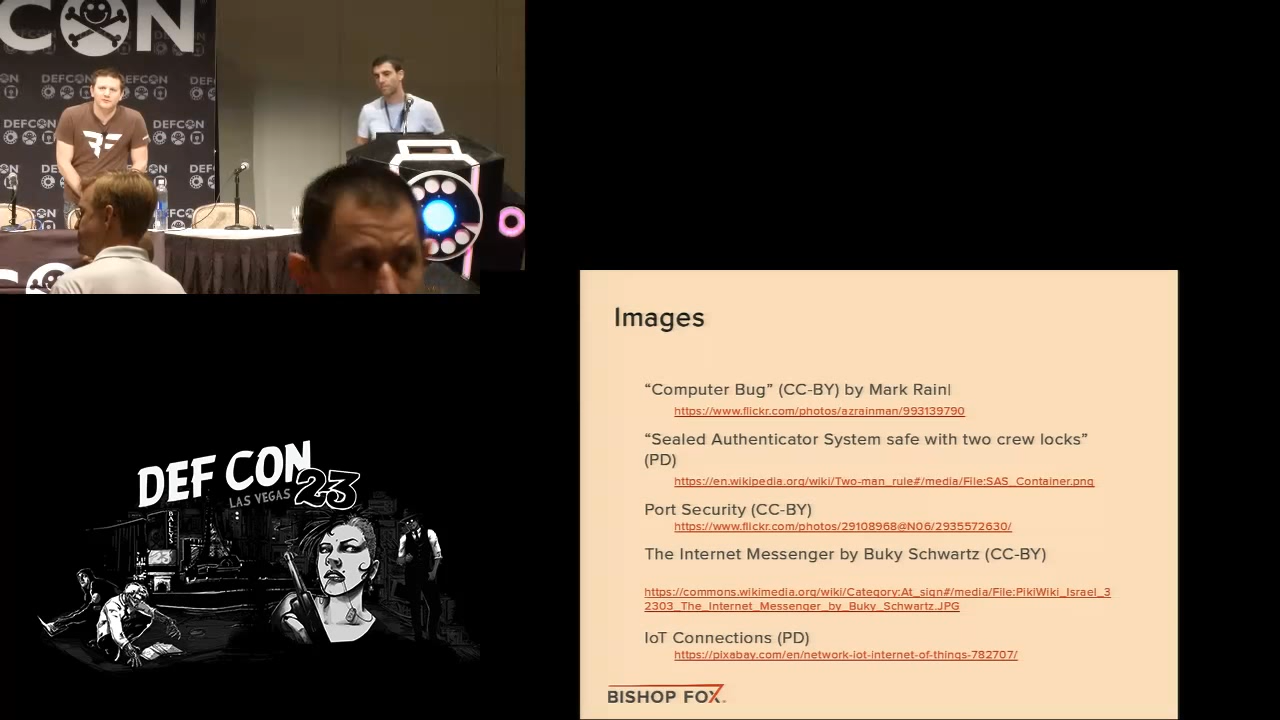 CON
DEFCON
DEFCON
DEFCON
DEFCON
DEF
DEFCON
DEF CON
LAS VEGAS 23
BALLYS
23
Images
“Computer Bug” (CC-BY) by Mark Rain|
https://www.flickr.com/photos/azrainman/993139790
“Sealed Authenticator System safe with two crew locks”
(PD)
https://en.wikipedia.org/wiki/Two-man_rule#/media/File:SAS_Container.png
Port Security (CC-BY)
https://www.flickr.com/photos/29108968@N06/2935572630/
The Internet Messenger by Buky Schwartz (CC-BY)
https://commons.wikimedia.org/wiki/Category:At_sign#/media/File:PikiWiki_Israel_3
2303_The_Internet_Messenger_by_Buky_Schwartz.JPG
IoT Connections (PD)
https://pixabay.com/en/network-iot-internet-of-things-782707/
BISHOP FOX